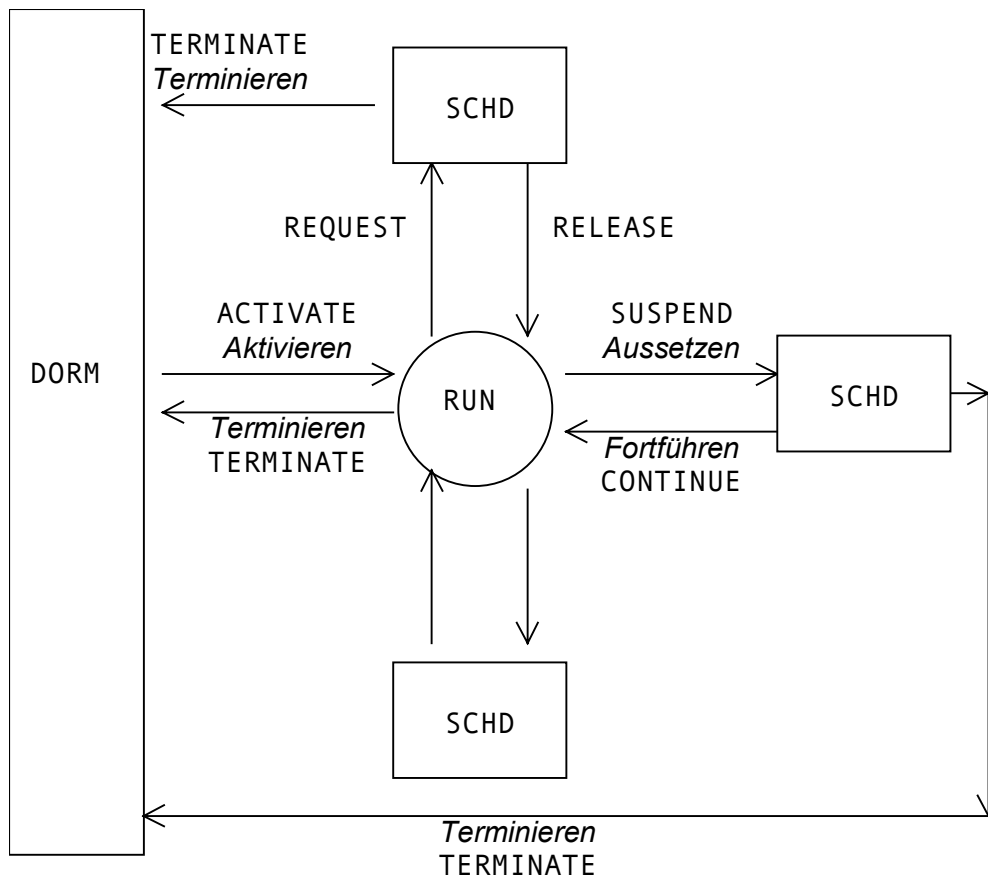 TERMINATE
Terminieren
SCHD
REQUEST
RELEASE
ACTIVATE
Aktivieren
SUSPEND
Aussetzen
DORM
RUN
SCHD
Terminieren
TERMINATE
Fortführen
CONTINUE
SCHD
Terminieren
TERMINATE